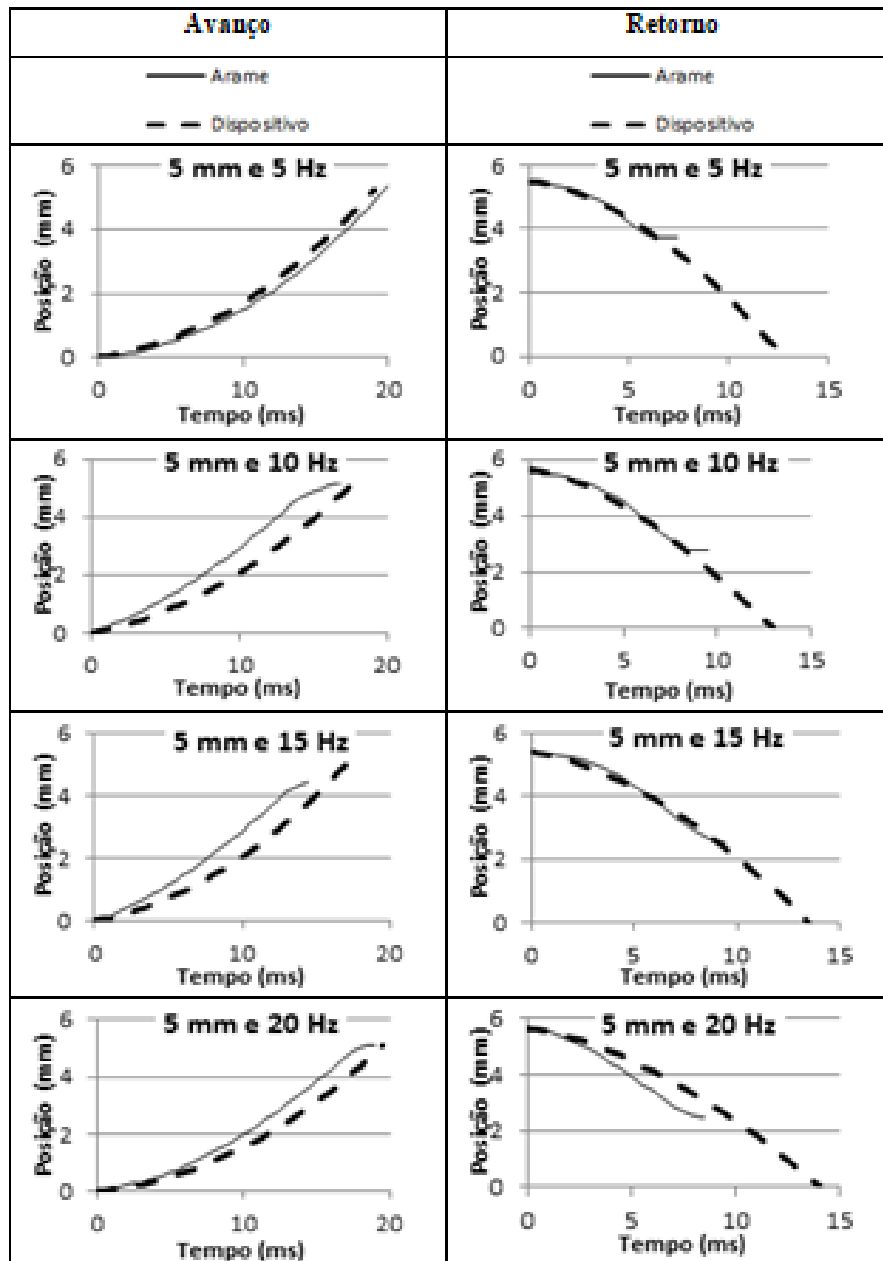 Avanço Retorno
Arame Arame
Dispositivo Dispositivo
5 mm e 5 Hz
Posição (mm)
6
4
2
0
0 10 20
Tempo (ms)
5 mm e 5 Hz
Posição (mm)
6
4
2
0
0 5 10 15
Tempo (ms)
5 mm e 10 Hz
Posição (mm)
6
4
2
0
0 10 20
Tempo (ms)
5 mm e 10 Hz
Posição (mm)
6
4
2
0
0 5 10 15
Tempo (ms)
5 mm e 15 Hz
Posição (mm)
6
4
2
0
0 10 20
Tempo (ms)
5 mm e 15 Hz
Posição (mm)
6
4
2
0
0 5 10 15
Tempo (ms)
5 mm e 20 Hz
Posição (mm)
6
4
2
0
0 10 20
Tempo (ms)
5 mm e 20 Hz
Posição (mm)
6
4
2
0
0 5 10 15
Tempo (ms)